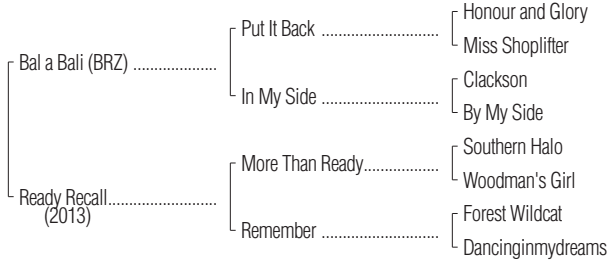 Honour and Glory
Put It Back ............................
Miss Shoplifter
Bal a Bali (BRZ) ....................
Clackson
In My Side ............................
By My Side
Southern Halo
More Than Ready..................
Woodman's Girl
Ready Recall..........................
(2013)
Forest Wildcat
Remember ............................
Dancinginmydreams